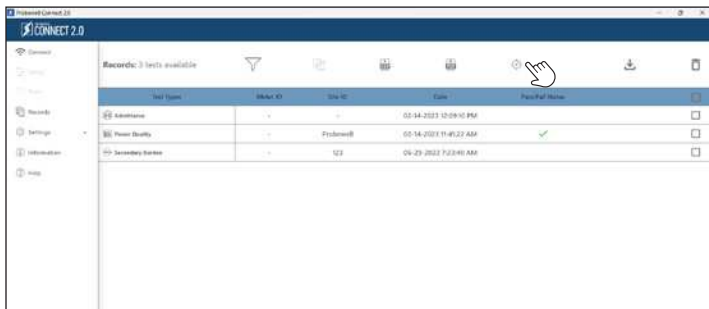 Probewell Connect 2.0
CONNECT 2.0
Connect
Records: 3 tests available
Test Types
Meter ID
Site ID
Date
Pass/Fail Status
Admittance
-
-
02-14-2023 12:09:10 PM
Power Quality
-
Probewell
02-14-2023 11:41:22 AM
Secondary Burden
-
123
06-29-2022 7:23:40 AM
Records
Settings
Information
Help